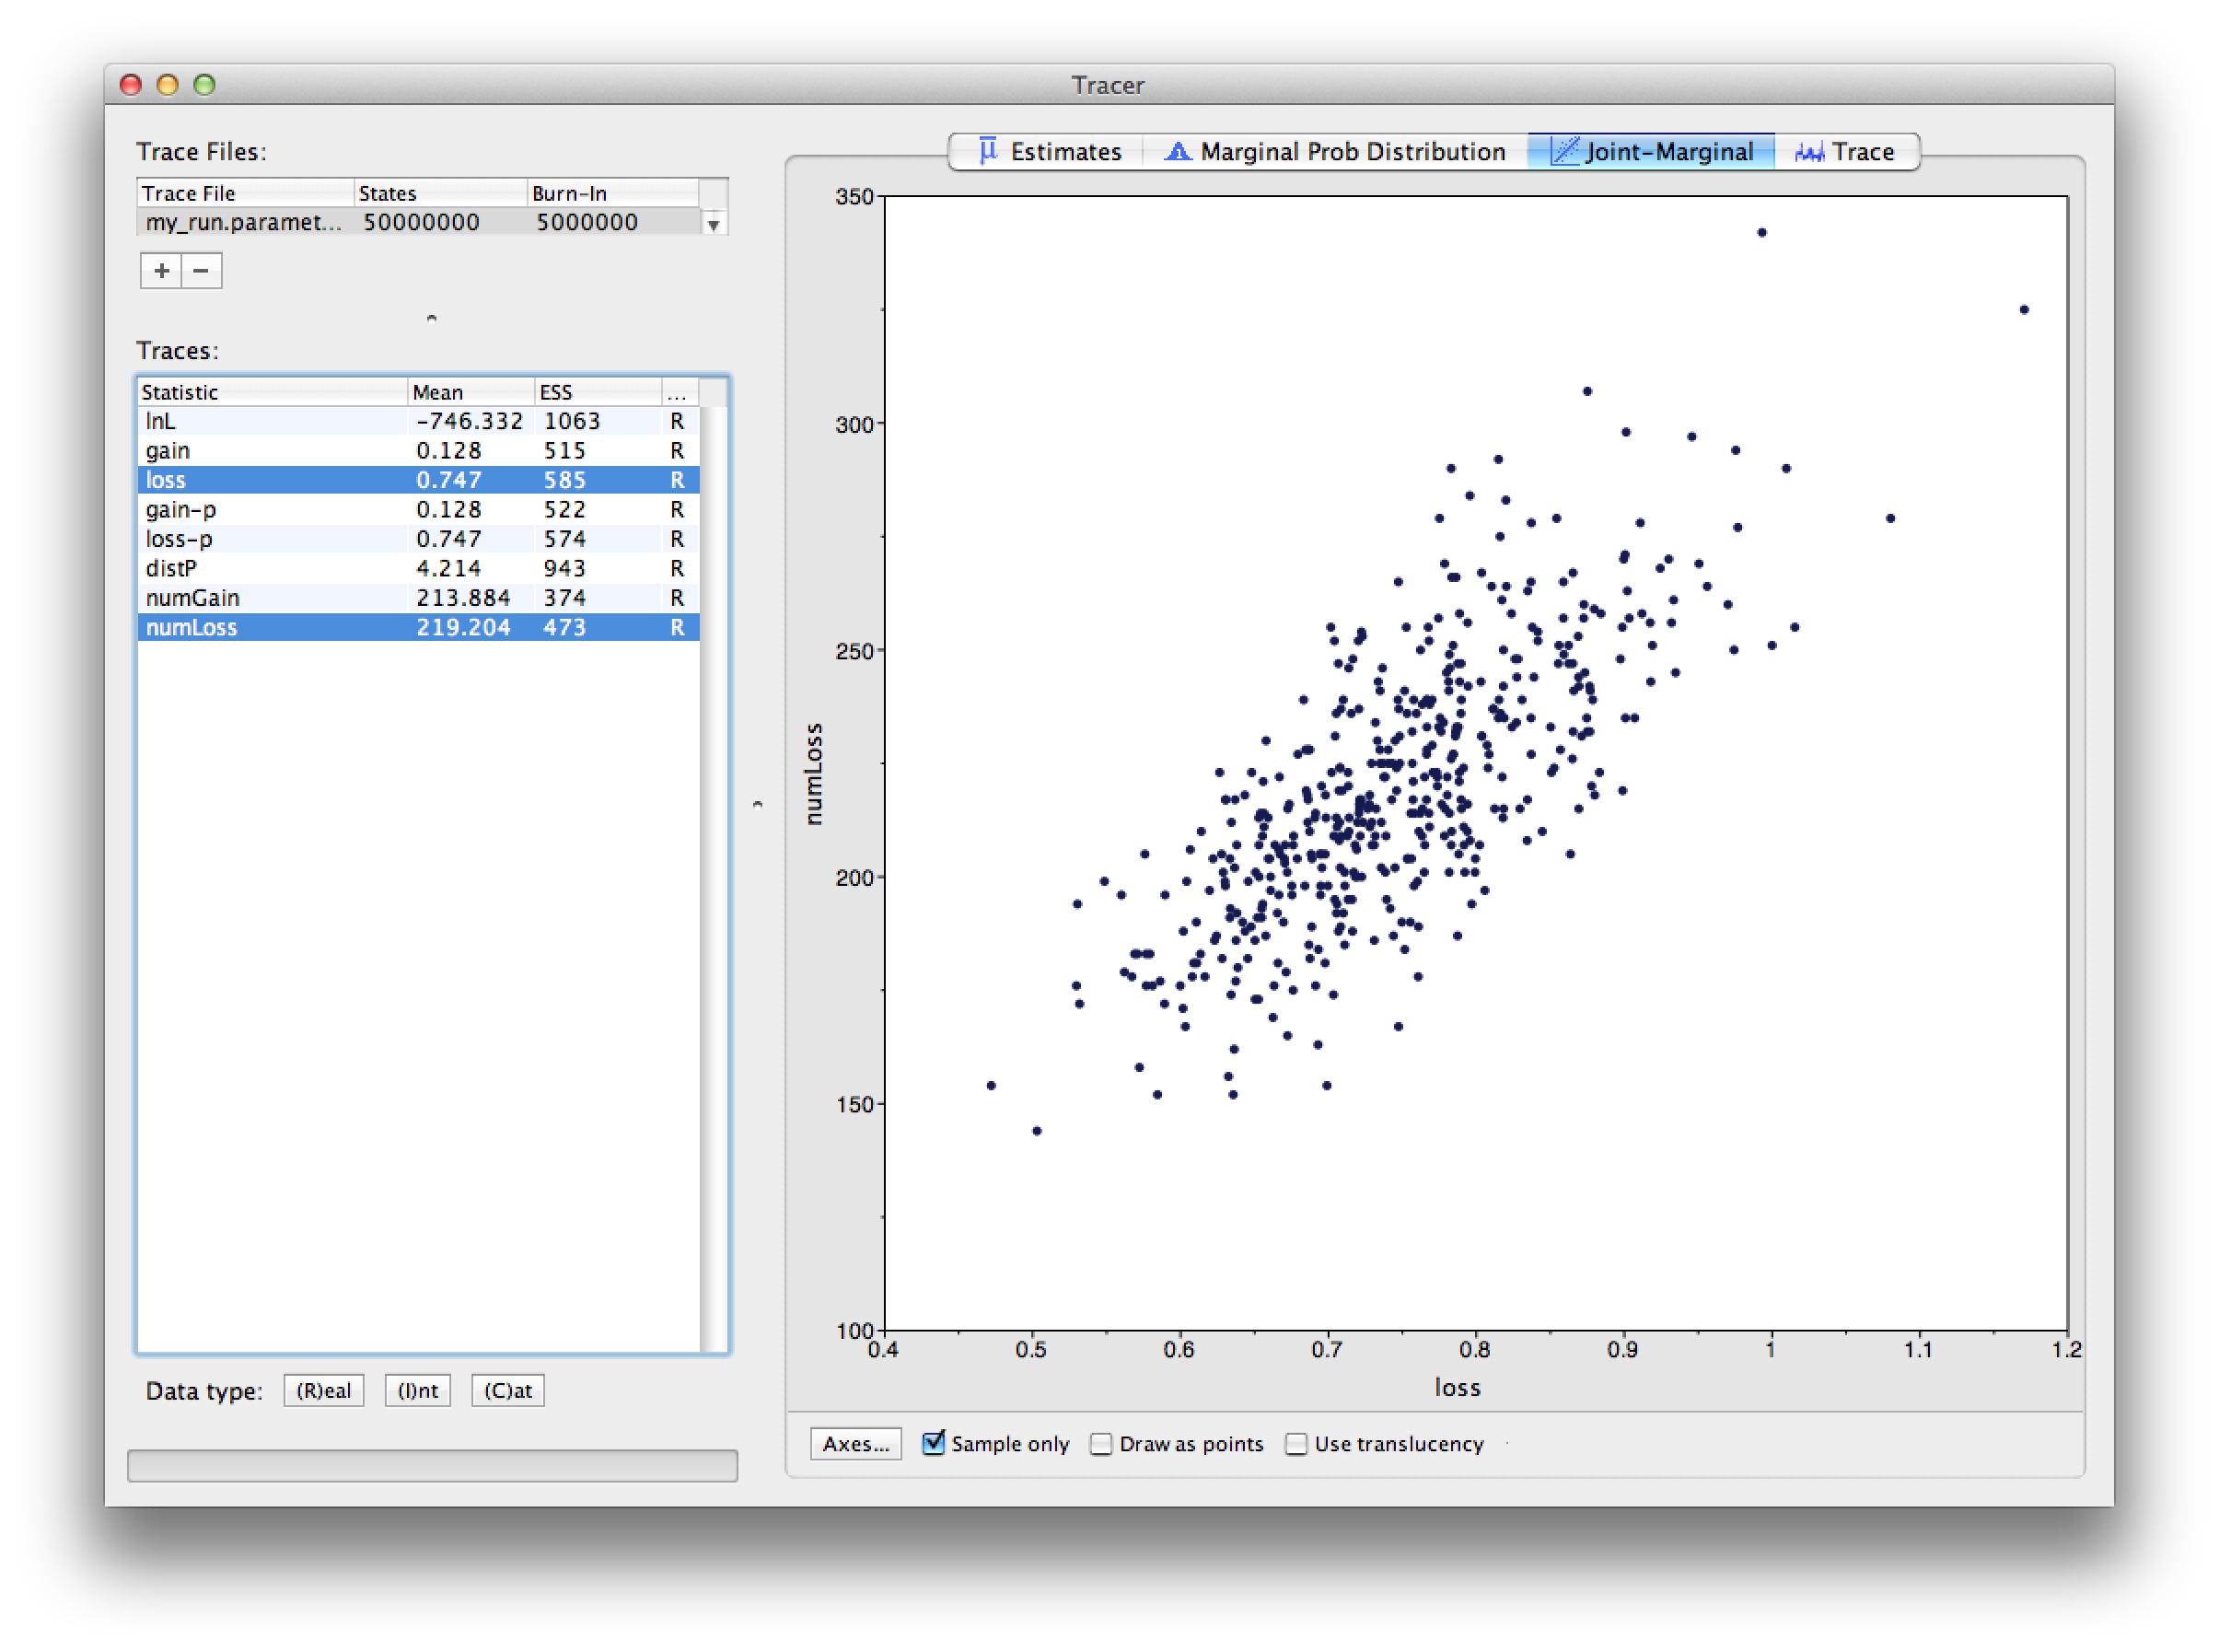 Tracer
Trace Files:
Trace File States Burn-In
my_run.paramet... 50000000 5000000
+ −
Traces:
Statistic Mean ESS ...
lnL -746.332 1063 R
gain 0.128 515 R
loss 0.747 585 R
gain-p 0.128 522 R
loss-p 0.747 574 R
distP 4.214 943 R
numGain 213.884 374 R
numLoss 219.204 473 R
Data type: (R)eal (I)nt (C)at
Estimates Marginal Prob Distribution Joint-Marginal Trace
350
300
250
200
150
100
numLoss
0.4 0.5 0.6 0.7 0.8 0.9 1 1.1 1.2
loss
Axes... Sample only Draw as points Use translucency